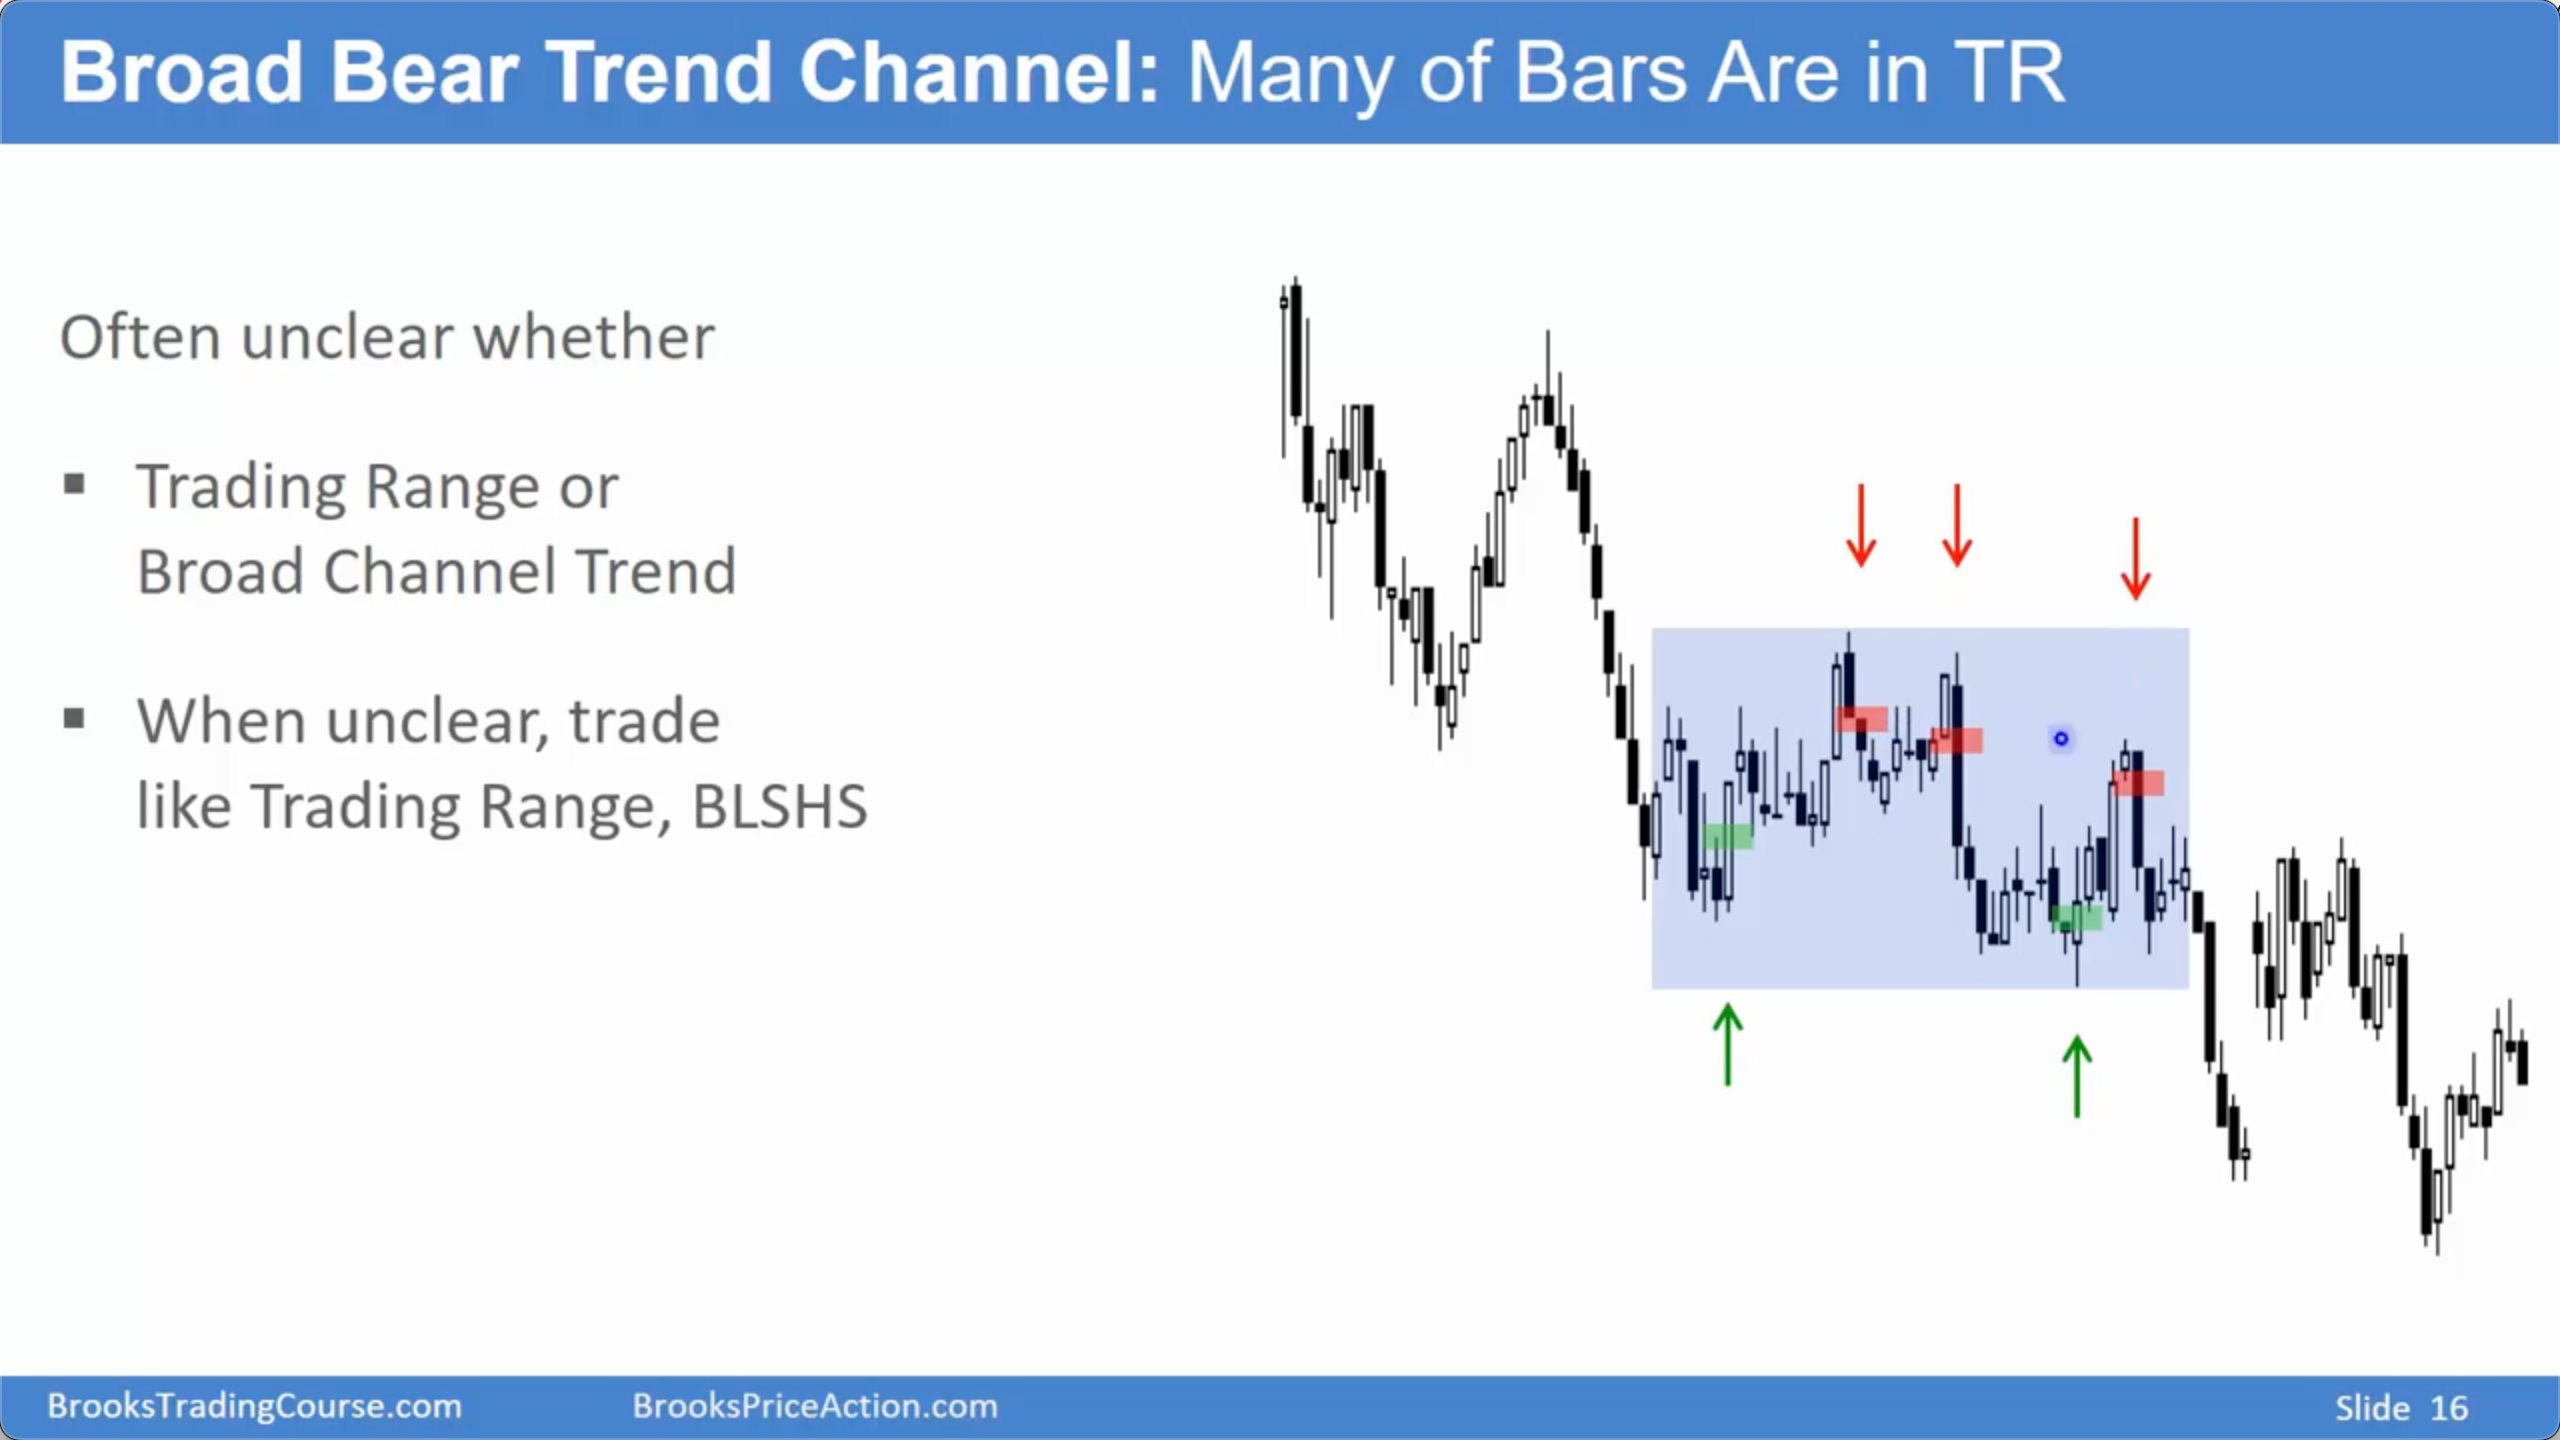 Broad Bear Trend Channel: Many of Bars Are in TR
Often unclear whether
▪ Trading Range or
Broad Channel Trend
▪ When unclear, trade
like Trading Range, BLSHS
BrooksTradingCourse.com
BrooksPriceAction.com
Slide 16